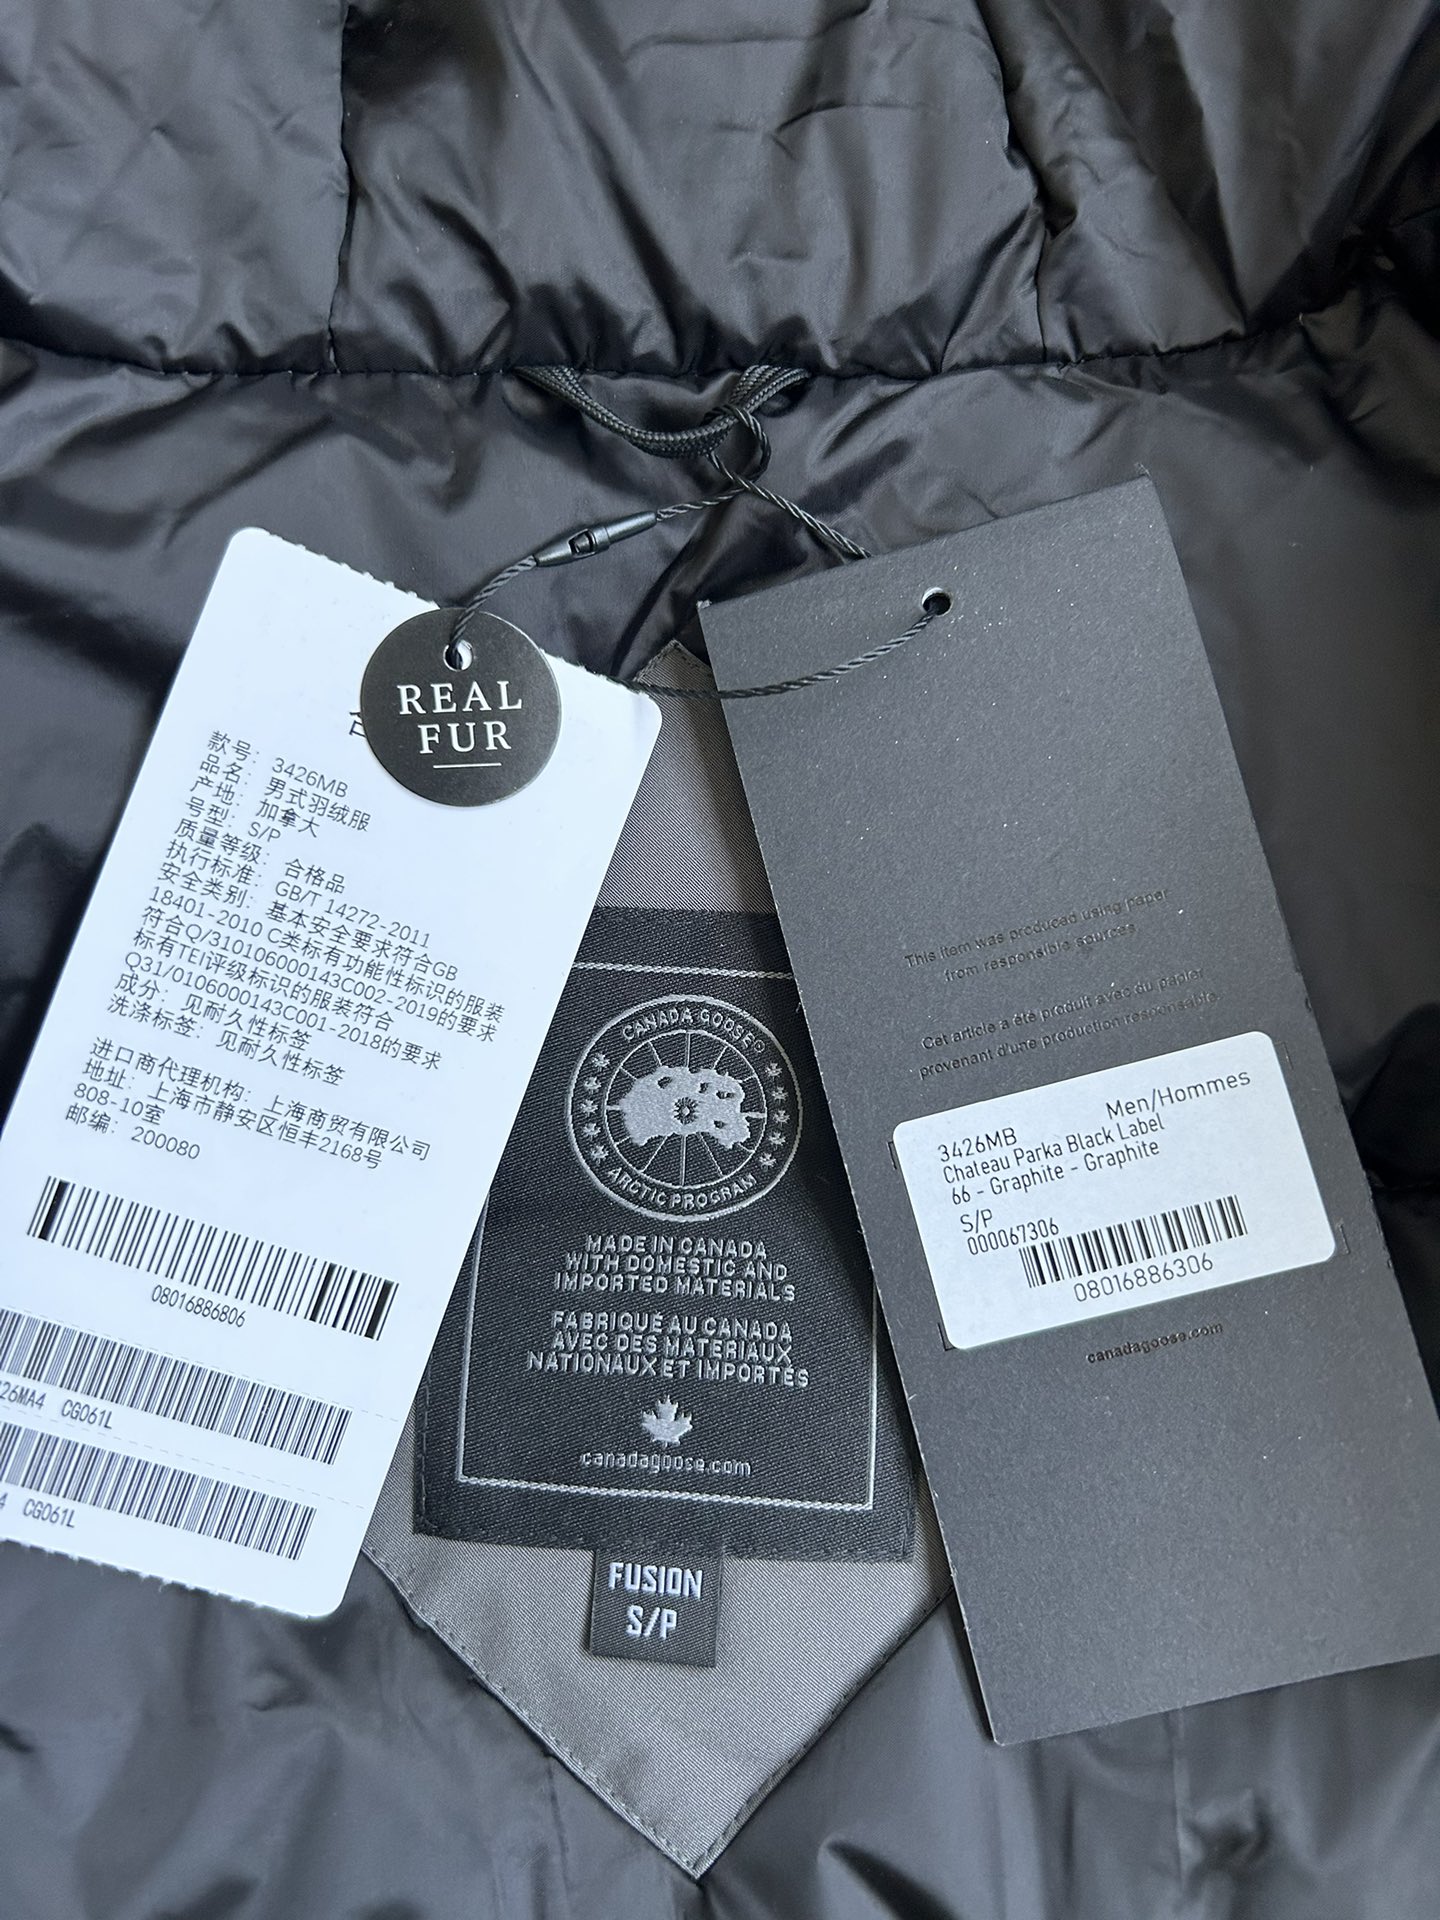 REAL
FUR
款号: 3426MB
品名: 男式羽绒服
产地: 加拿大
号型: S/P
质量等级: 合格品
执行标准: GB/T 14272-2011
安全类别: 基本安全要求符合GB
18401-2010 C类标有功能性标识的服装
符合Q/310106000143C002-2019的要求
标有TEI评级标识的服装符合
Q31/0106000143C001-2018的要求
成分: 见耐久性标签
洗涤标签: 见耐久性标签
进口商代理机构: 上海商贸有限公司
地址: 上海市静安区恒丰2168号
808-10室
邮编: 200080
08016886806
26MA4 CG061L
4 CG061L
CANADA GOOSE®
ARCTIC PROGRAM
MADE IN CANADA
WITH DOMESTIC AND
IMPORTED MATERIALS
FABRIQUÉ AU CANADA
AVEC DES MATERIAUX
NATIONAUX ET IMPORTÉS
canadagoose.com
FUSION
S/P
This item was produced using paper
from responsible sources.
Cet article a été produit avec du papier
provenant d'une production responsable.
Men/Hommes
3426MB
Chateau Parka Black Label
66 - Graphite - Graphite
S/P
000067306
08016886306
canadagoose.com